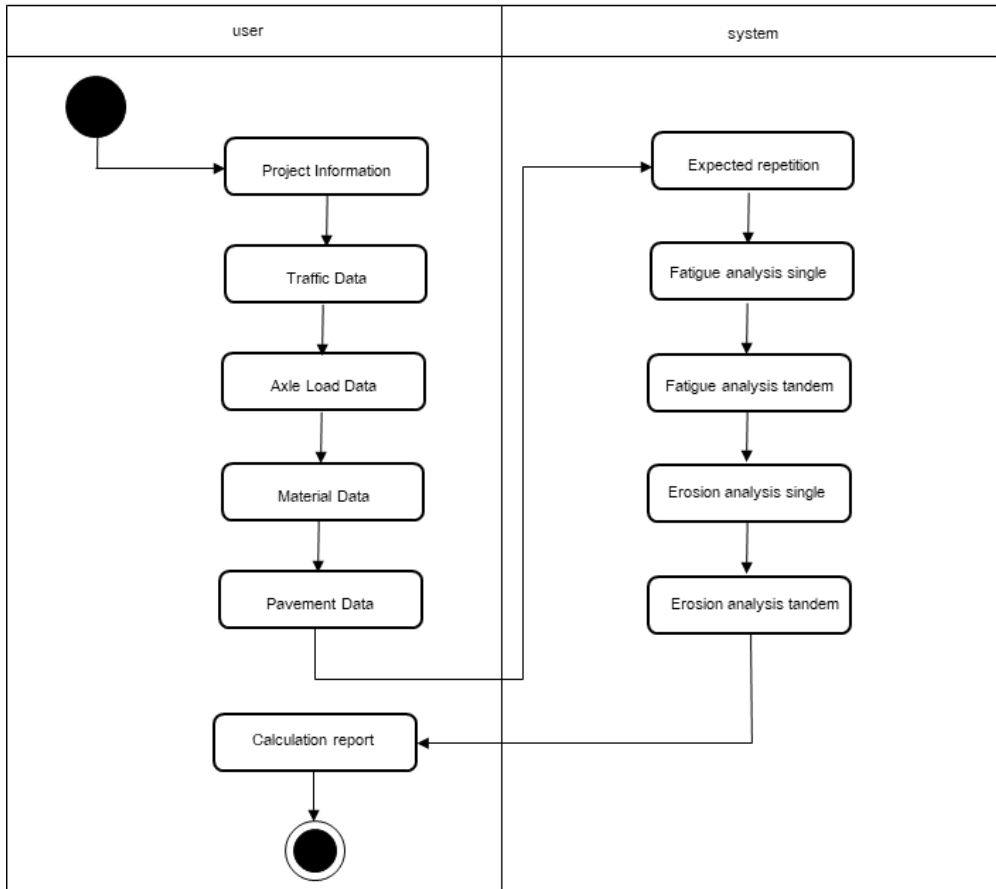 user
system
Project Information
Traffic Data
Axle Load Data
Material Data
Pavement Data
Expected repetition
Fatigue analysis single
Fatigue analysis tandem
Erosion analysis single
Erosion analysis tandem
Calculation report